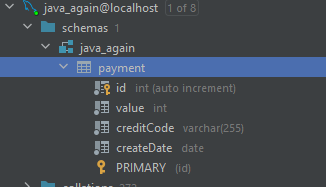 java_again@localhost 1 of 8
schemas 1
java_again
payment
id int (auto increment)
value int
creditCode varchar(255)
createDate date
PRIMARY (id)